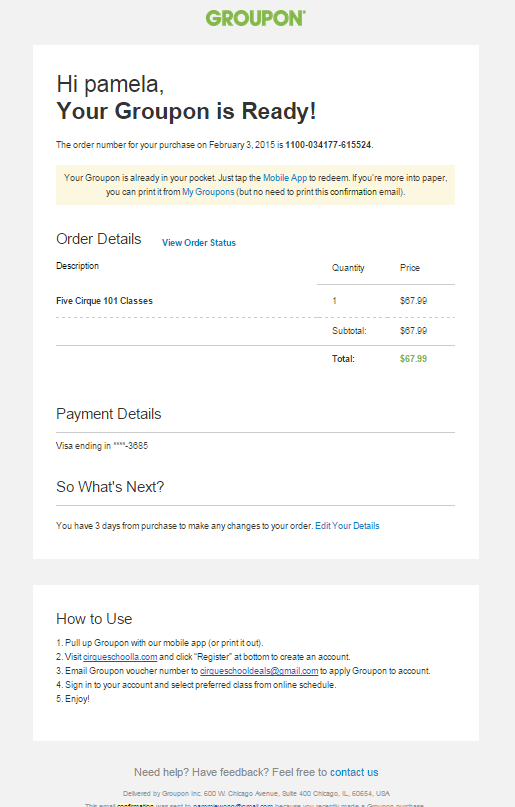 GROUPON
Hi pamela,
Your Groupon is Ready!
The order number for your purchase on February 3, 2015 is 1100-034177-615524.
Your Groupon is already in your pocket. Just tap the Mobile App to redeem. If you're more into paper,
you can print it from My Groupons (but no need to print this confirmation email).
Order Details View Order Status
Description Quantity Price
Five Cirque 101 Classes 1 $67.99
Subtotal: $67.99
Total: $67.99
Payment Details
Visa ending in ****-3685
So What's Next?
You have 3 days from purchase to make any changes to your order. Edit Your Details
How to Use
1. Pull up Groupon with our mobile app (or print it out).
2. Visit cirqueschoolla.com and click "Register" at bottom to create an account.
3. Email Groupon voucher number to cirqueschooldeals@gmail.com to apply Groupon to account.
4. Sign in to your account and select preferred class from online schedule.
5. Enjoy!
Need help? Have feedback? Feel free to contact us
Delivered by Groupon Inc. 600 W. Chicago Avenue, Suite 400 Chicago, IL, 60654, USA
This email confirmation was sent to because you recently made a Groupon purchase